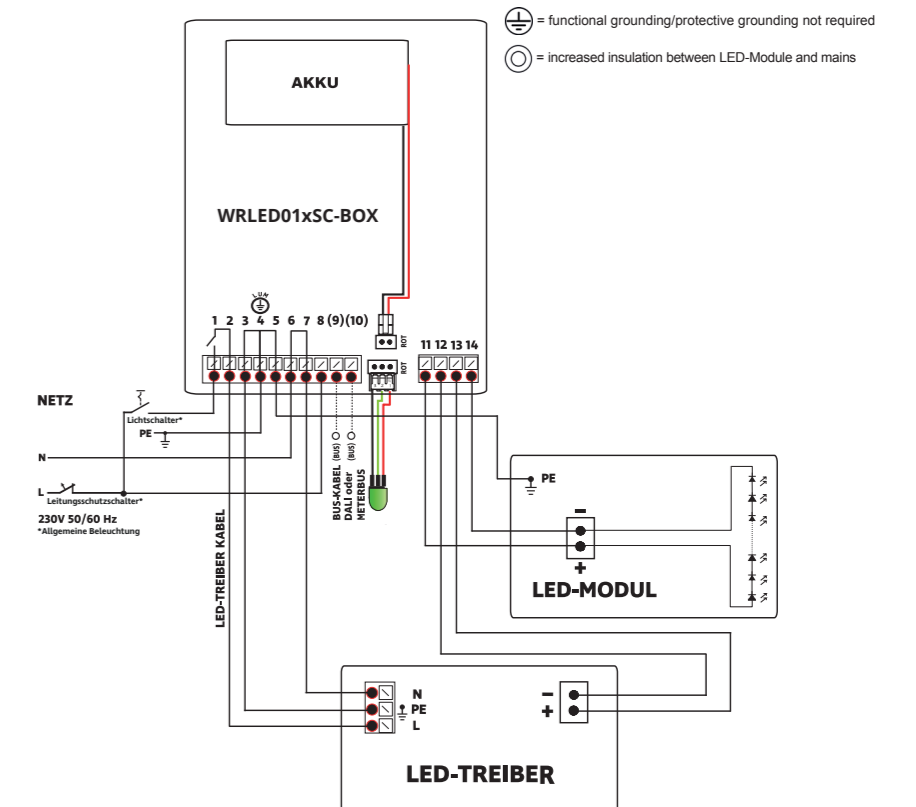 = functional grounding/protective grounding not required
= increased insulation between LED-Module and mains
AKKU
WRLED01xSC-BOX
1 2 3 4 5 6 7 8 (9) (10)
ROT
ROT
11 12 13 14
NETZ
Lichtschalter*
PE
N
L
Leitungsschutzschalter*
230V 50/60 Hz
*Allgemeine Beleuchtung
LED-TREIBER KABEL
BUS-KABEL (BUS)
DALI oder (BUS)
METERBUS
PE
-
+
LED-MODUL
N
PE
L
-
+
LED-TREIBER